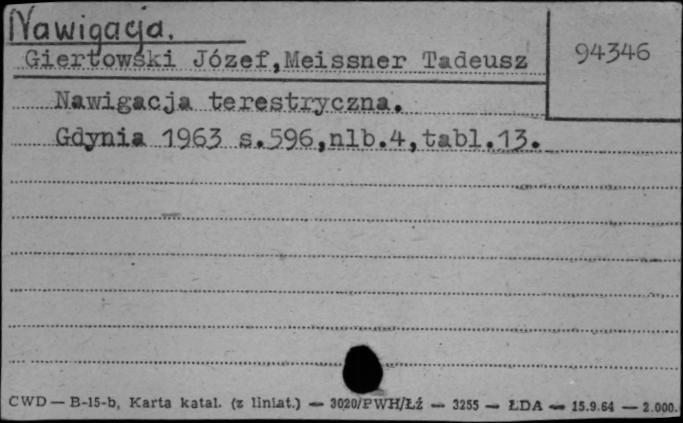 Nawigacja.
Giertowski Józef,Meissner Tadeusz
94346
Nawigacja terestryczna.
Gdynia 1963 s.596,nlb.4,tabl.13.
CWD — B-15-b, Karta katal. (z liniat.) — 3020/PWH/Łź — 3255 — ŁDA — 15.9.64 — 2.000.